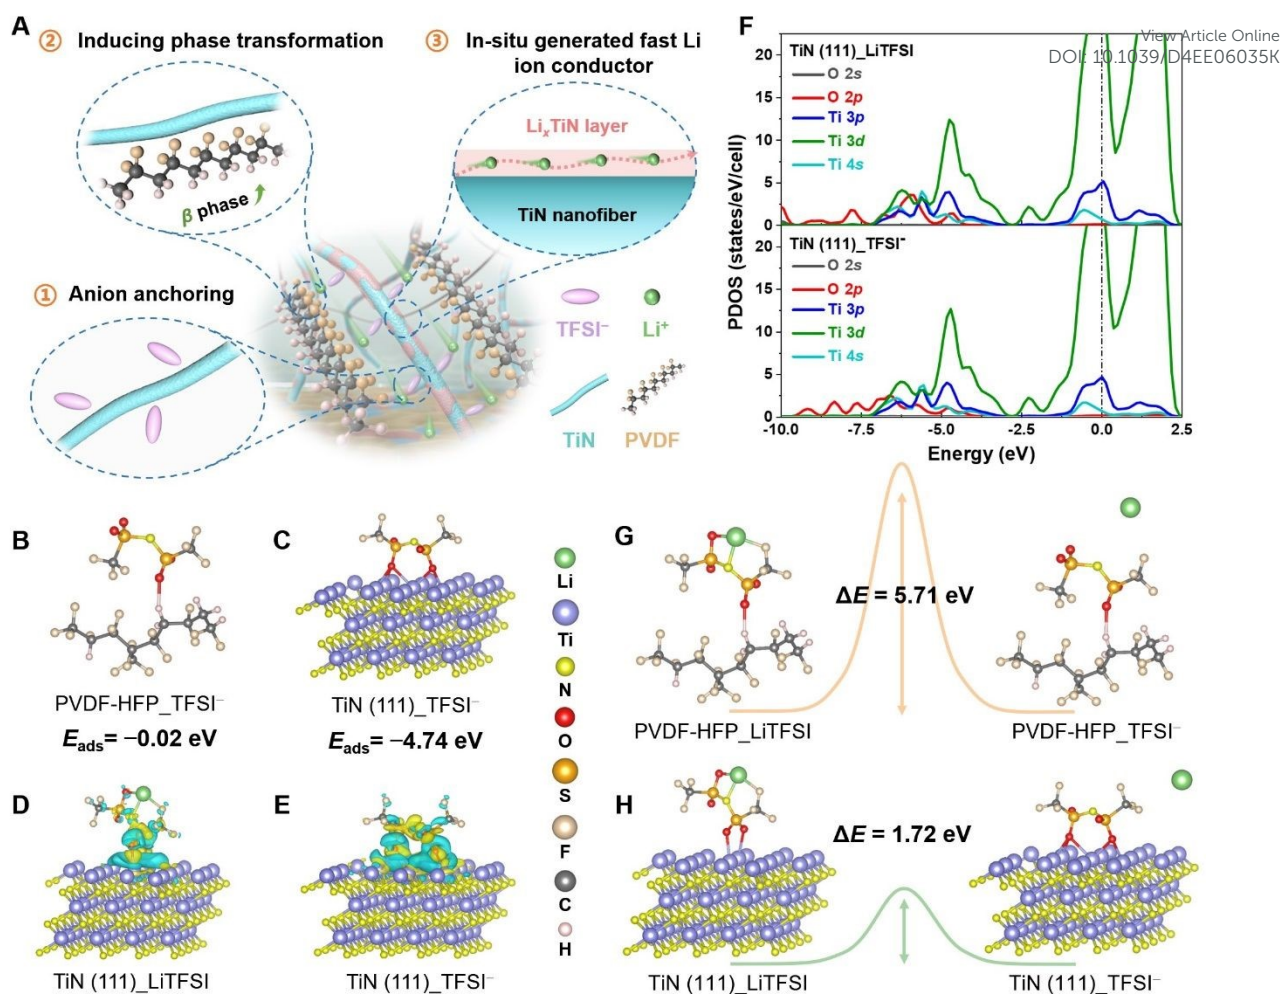 A
② Inducing phase transformation
③ In-situ generated fast Li
ion conductor
β phase
LiₓTiN layer
TiN nanofiber
① Anion anchoring
TFSI⁻
Li⁺
TiN
PVDF
F
View Article Online
DOI: 10.1039/D4EE06035K
TiN (111)_LiTFSI
O 2s
O 2p
Ti 3p
Ti 3d
Ti 4s
20
15
10
5
0
TiN (111)_TFSI⁻
O 2s
O 2p
Ti 3p
Ti 3d
Ti 4s
20
15
10
5
0
PDOS (states/eV/cell)
-10.0 -7.5 -5.0 -2.5 0.0 2.5
Energy (eV)
B
PVDF-HFP_TFSI⁻
Eads= −0.02 eV
C
TiN (111)_TFSI⁻
Eads= −4.74 eV
D
TiN (111)_LiTFSI
E
TiN (111)_TFSI⁻
Li
Ti
N
O
S
F
C
H
G
ΔE = 5.71 eV
PVDF-HFP_LiTFSI
PVDF-HFP_TFSI⁻
H
ΔE = 1.72 eV
TiN (111)_LiTFSI
TiN (111)_TFSI⁻